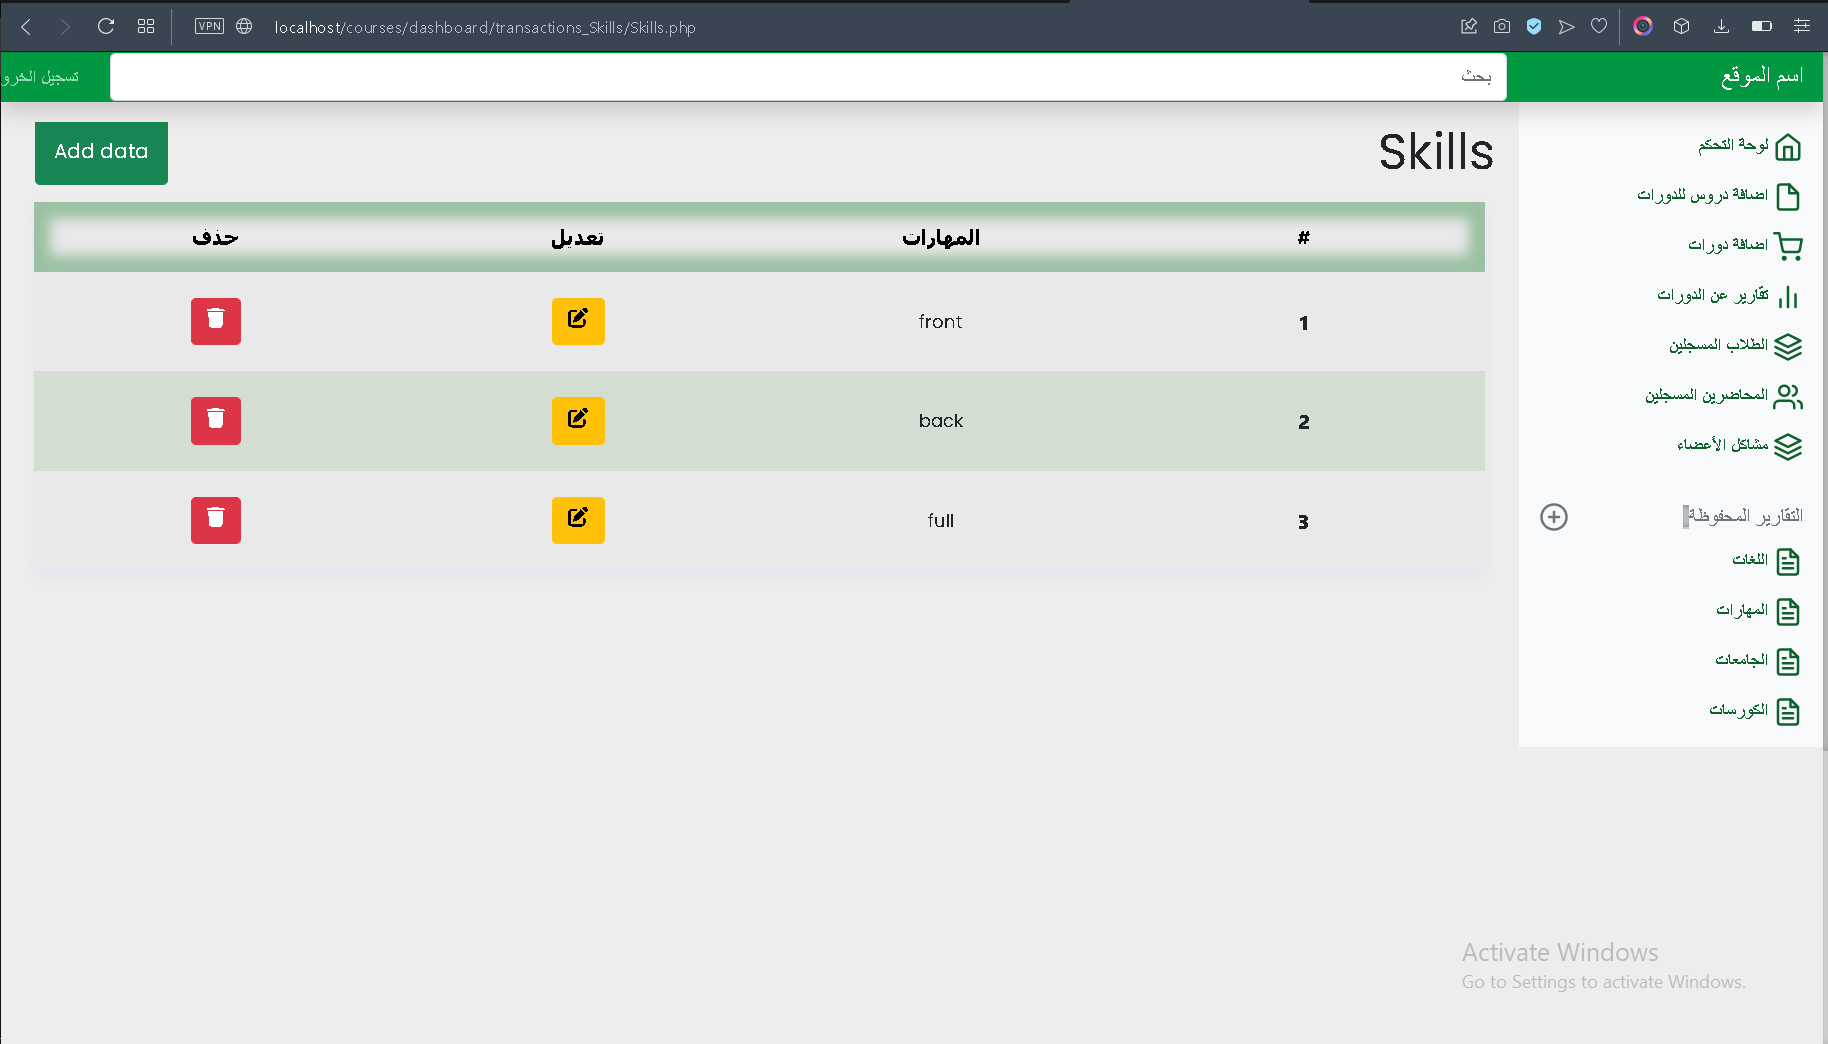 VPN
localhost/courses/dashboard/transactions_Skills/Skills.php
اسم الموقع
بحث
تسجيل الخرو
Skills
Add data
# المهارات تعديل حذف
1 front
2 back
3 full
لوحة التحكم
اضافة دروس للدورات
اضافة دورات
تقارير عن الدورات
الطلاب المسجلين
المحاضرين المسجلين
مشاكل الأعضاء
التقارير المحفوظة
اللغات
المهارات
الجامعات
الكورسات
Activate Windows
Go to Settings to activate Windows.